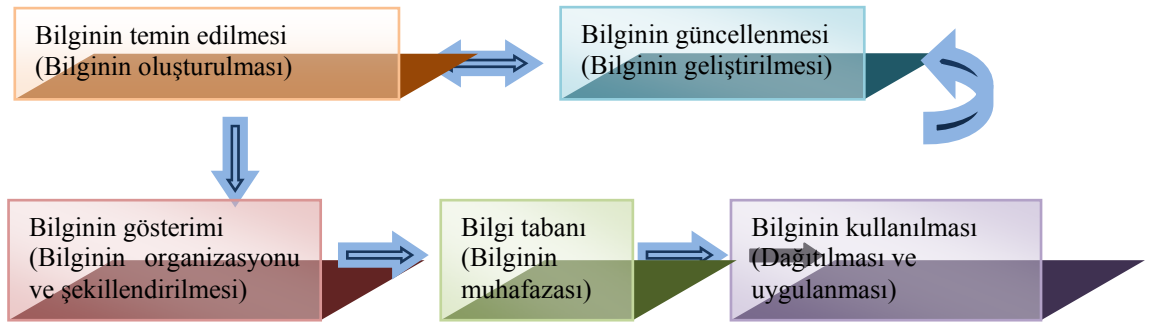 Bilginin temin edilmesi
(Bilginin oluşturulması)
Bilginin güncellenmesi
(Bilginin geliştirilmesi)
Bilginin gösterimi
(Bilginin organizasyonu
ve şekillendirilmesi)
Bilgi tabanı
(Bilginin
muhafazası)
Bilginin kullanılması
(Dağıtılması ve
uygulanması)